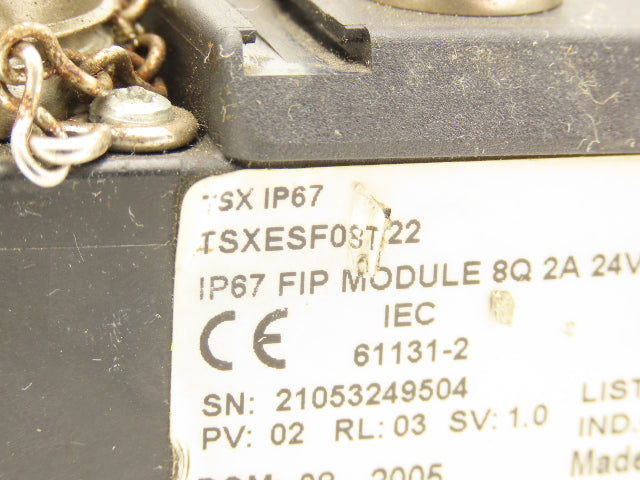 TSX IP67
TSXESF08T22
IP67 FIP MODULE 8Q 2A 24V
CE IEC
61131-2
SN: 21053249504
PV: 02 RL: 03 SV: 1.0
LIST
IND.
Made
2005